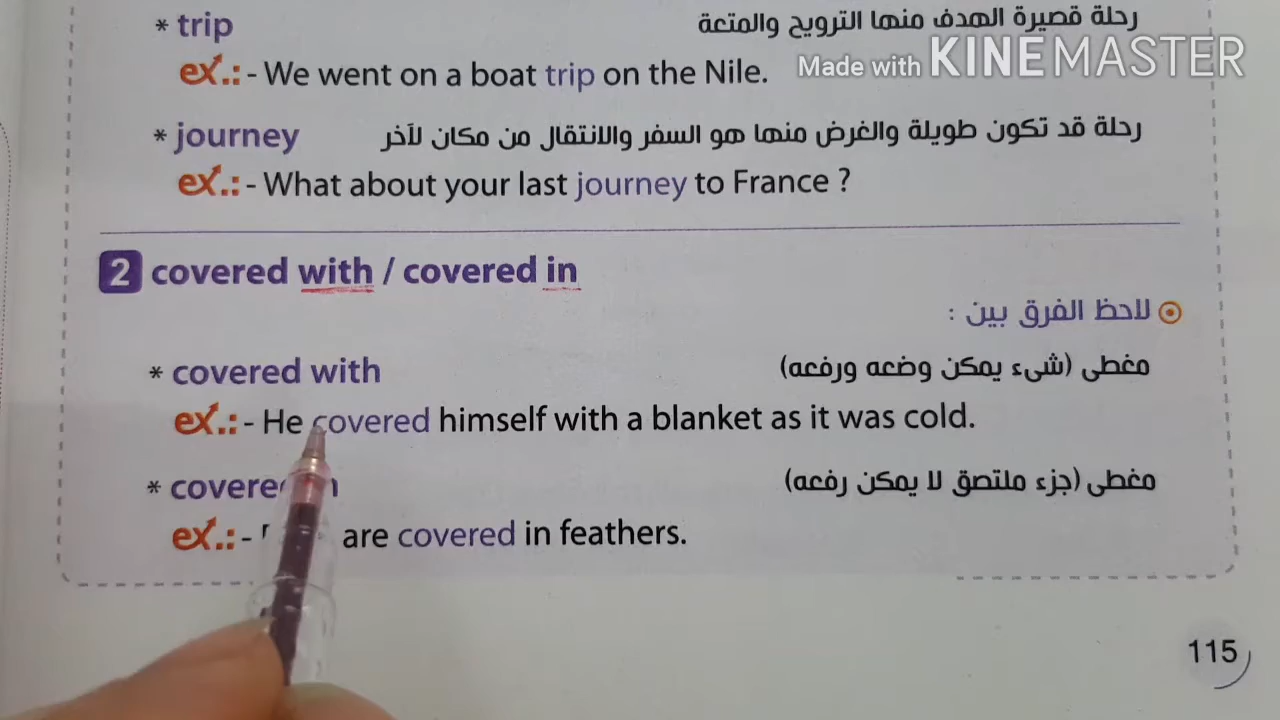 * trip رحلة قصيرة الهدف منها الترويح والمتعة
Made with KINEMASTER
ex.: - We went on a boat trip on the Nile.
* journey رحلة قد تكون طويلة والغرض منها هو السفر والانتقال من مكان لآخر
ex.: - What about your last journey to France ?
2 covered with / covered in
لاحظ الفرق بين :
* covered with مغطى (شىء يمكن وضعه ورفعه)
ex.: - He covered himself with a blanket as it was cold.
* مغطى (جزء ملتصق لا يمكن رفعه)
ex.: - are covered in feathers.
115